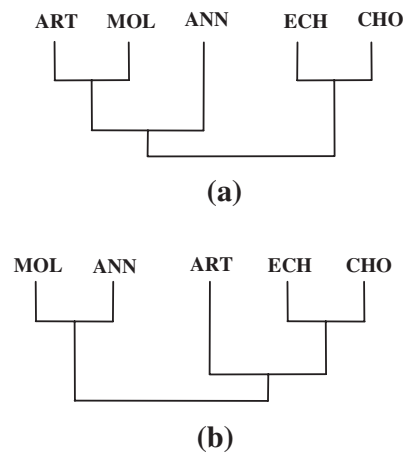 ART MOL ANN ECH CHO
(a)
MOL ANN ART ECH CHO
(b)